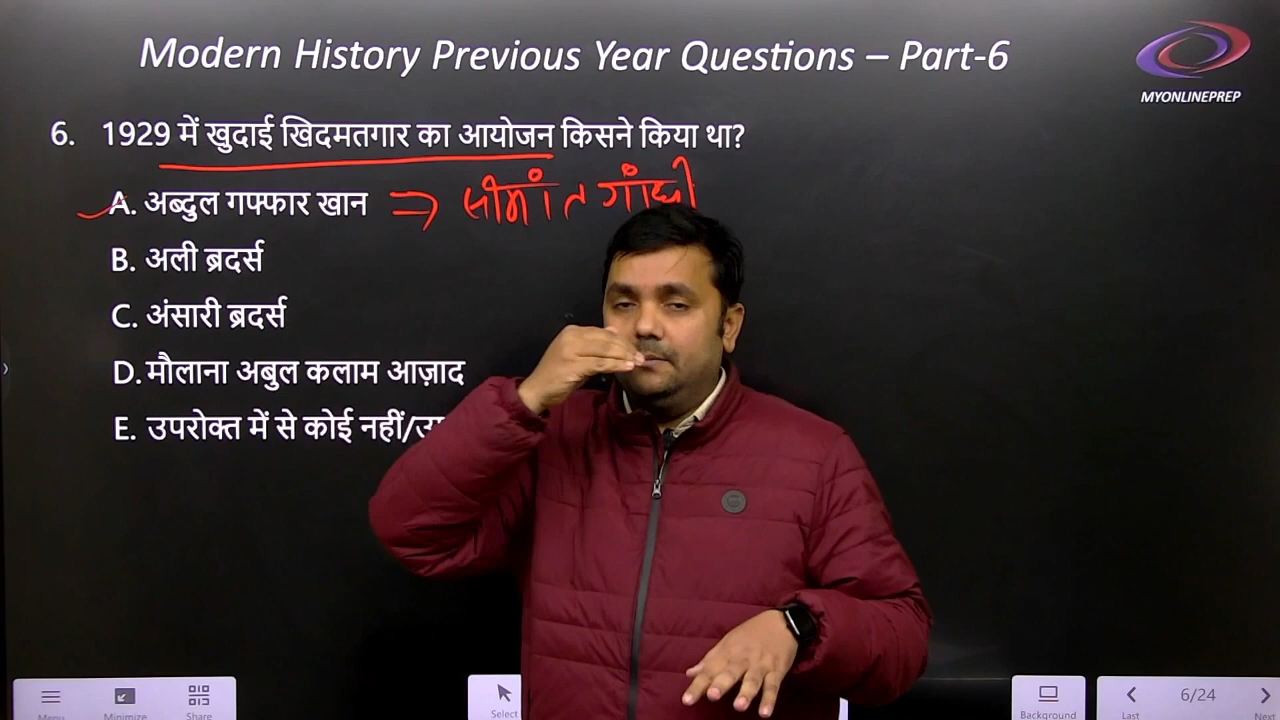 Modern History Previous Year Questions – Part-6
MYONLINEPREP
6. 1929 में खुदाई खिदमतगार का आयोजन किसने किया था?
A. अब्दुल गफ्फार खान ⇒ सीमांत गांधी
B. अली ब्रदर्स
C. अंसारी ब्रदर्स
D. मौलाना अबुल कलाम आज़ाद
E. उपरोक्त में से कोई नहीं/
Menu
Minimize
Share
Select
Background
Last
6/24